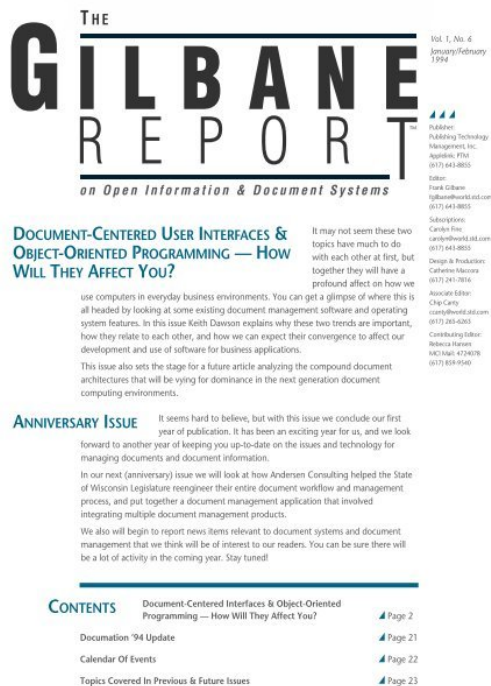 THE
GILBANE
REPORT
TM
on Open Information & Document Systems
Vol. 1, No. 6
January/February
1994
Publisher:
Publishing Technology
Management, Inc.
Applelink: PTM
(617) 643-8855
Editor:
Frank Gilbane
fgilbane@world.std.com
(617) 643-8855
Subscriptions:
Carolyn Fine
carolyn@world.std.com
(617) 643-8855
Design & Production:
Catherine Maccora
(617) 241-7816
Associate Editor:
Chip Canty
ccanty@world.std.com
(617) 265-6263
Contributing Editor:
Rebecca Hansen
MCI Mail: 4724078
(617) 859-9540
DOCUMENT-CENTERED USER INTERFACES &
OBJECT-ORIENTED PROGRAMMING — HOW
WILL THEY AFFECT YOU?
It may not seem these two
topics have much to do
with each other at first, but
together they will have a
profound affect on how we
use computers in everyday business environments. You can get a glimpse of where this is
all headed by looking at some existing document management software and operating
system features. In this issue Keith Dawson explains why these two trends are important,
how they relate to each other, and how we can expect their convergence to affect our
development and use of software for business applications.
This issue also sets the stage for a future article analyzing the compound document
architectures that will be vying for dominance in the next generation document
computing environments.
ANNIVERSARY ISSUE
It seems hard to believe, but with this issue we conclude our first
year of publication. It has been an exciting year for us, and we look
forward to another year of keeping you up-to-date on the issues and technology for
managing documents and document information.
In our next (anniversary) issue we will look at how Andersen Consulting helped the State
of Wisconsin Legislature reengineer their entire document workflow and management
process, and put together a document management application that involved
integrating multiple document management products.
We also will begin to report news items relevant to document systems and document
management that we think will be of interest to our readers. You can be sure there will
be a lot of activity in the coming year. Stay tuned!
CONTENTS
Document-Centered Interfaces & Object-Oriented
Programming — How Will They Affect You? Page 2
Documation '94 Update Page 21
Calendar Of Events Page 22
Topics Covered In Previous & Future Issues Page 23